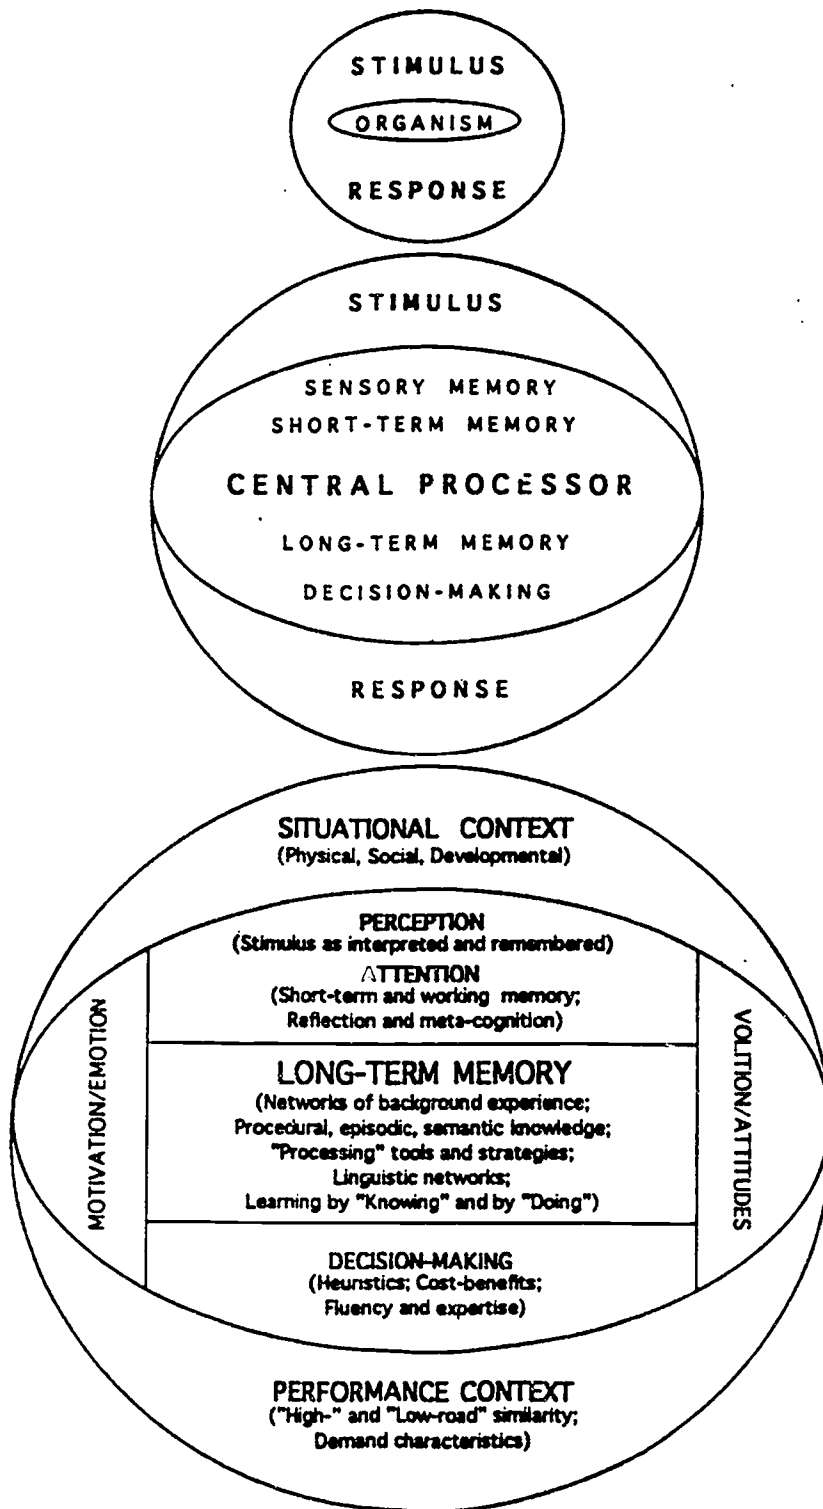 STIMULUS
ORGANISM
RESPONSE
STIMULUS
SENSORY MEMORY
SHORT-TERM MEMORY
CENTRAL PROCESSOR
LONG-TERM MEMORY
DECISION-MAKING
RESPONSE
SITUATIONAL CONTEXT
(Physical, Social, Developmental)
PERCEPTION
(Stimulus as interpreted and remembered)
ATTENTION
(Short-term and working memory;
Reflection and meta-cognition)
MOTIVATION/EMOTION
LONG-TERM MEMORY
(Networks of background experience;
Procedural, episodic, semantic knowledge;
"Processing" tools and strategies;
Linguistic networks;
Learning by "Knowing" and by "Doing")
VOLITION/ATTITUDES
DECISION-MAKING
(Heuristics; Cost-benefits;
Fluency and expertise)
PERFORMANCE CONTEXT
("High-" and "Low-road" similarity;
Demand characteristics)